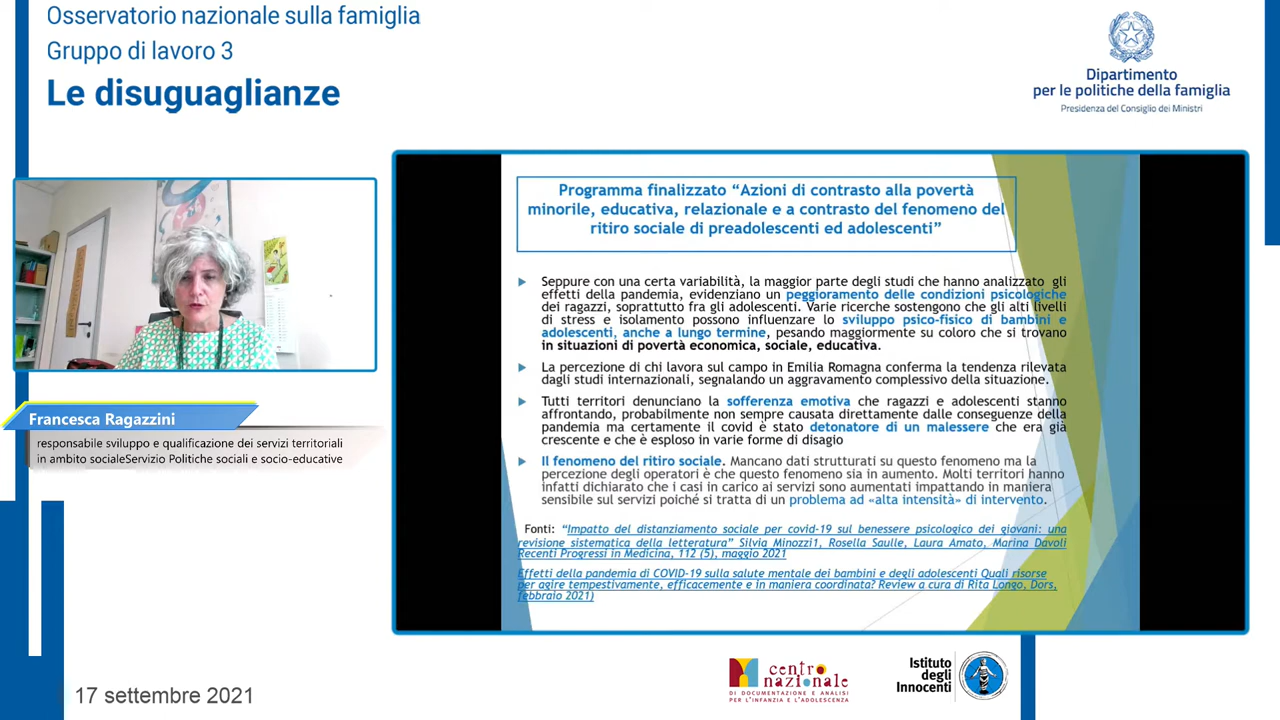 Osservatorio nazionale sulla famiglia
Gruppo di lavoro 3
Le disuguaglianze
Dipartimento
per le politiche della famiglia
Presidenza del Consiglio dei Ministri
Francesca Ragazzini
responsabile sviluppo e qualificazione dei servizi territoriali
in ambito socialeServizio Politiche sociali e socio-educative
Programma finalizzato “Azioni di contrasto alla povertà
minorile, educativa, relazionale e a contrasto del fenomeno del
ritiro sociale di preadolescenti ed adolescenti”
Seppure con una certa variabilità, la maggior parte degli studi che hanno analizzato gli
effetti della pandemia, evidenziano un peggioramento delle condizioni psicologiche
dei ragazzi, soprattutto fra gli adolescenti. Varie ricerche sostengono che gli alti livelli
di stress e isolamento possono influenzare lo sviluppo psico-fisico di bambini e
adolescenti, anche a lungo termine, pesando maggiormente su coloro che si trovano
in situazioni di povertà economica, sociale, educativa.
La percezione di chi lavora sul campo in Emilia Romagna conferma la tendenza rilevata
dagli studi internazionali, segnalando un aggravamento complessivo della situazione.
Tutti territori denunciano la sofferenza emotiva che ragazzi e adolescenti stanno
affrontando, probabilmente non sempre causata direttamente dalle conseguenze della
pandemia ma certamente il covid è stato detonatore di un malessere che era già
crescente e che è esploso in varie forme di disagio
Il fenomeno del ritiro sociale. Mancano dati strutturati su questo fenomeno ma la
percezione degli operatori è che questo fenomeno sia in aumento. Molti territori hanno
infatti dichiarato che i casi in carico ai servizi sono aumentati impattando in maniera
sensibile sul servizi poiché si tratta di un problema ad «alta intensità» di intervento.
Fonti: “Impatto del distanziamento sociale per covid-19 sul benessere psicologico dei giovani: una
revisione sistematica della letteratura” Silvia Minozzi1, Rosella Saulle, Laura Amato, Marina Davoli
Recenti Progressi in Medicina, 112 (5), maggio 2021
Effetti della pandemia di COVID-19 sulla salute mentale dei bambini e degli adolescenti Quali risorse
per agire tempestivamente, efficacemente e in maniera coordinata? Review a cura di Rita Longo, Dors,
febbraio 2021)
17 settembre 2021
centro
nazionale
DI DOCUMENTAZIONE E ANALISI
PER L'INFANZIA E L'ADOLESCENZA
Istituto
degli
Innocenti